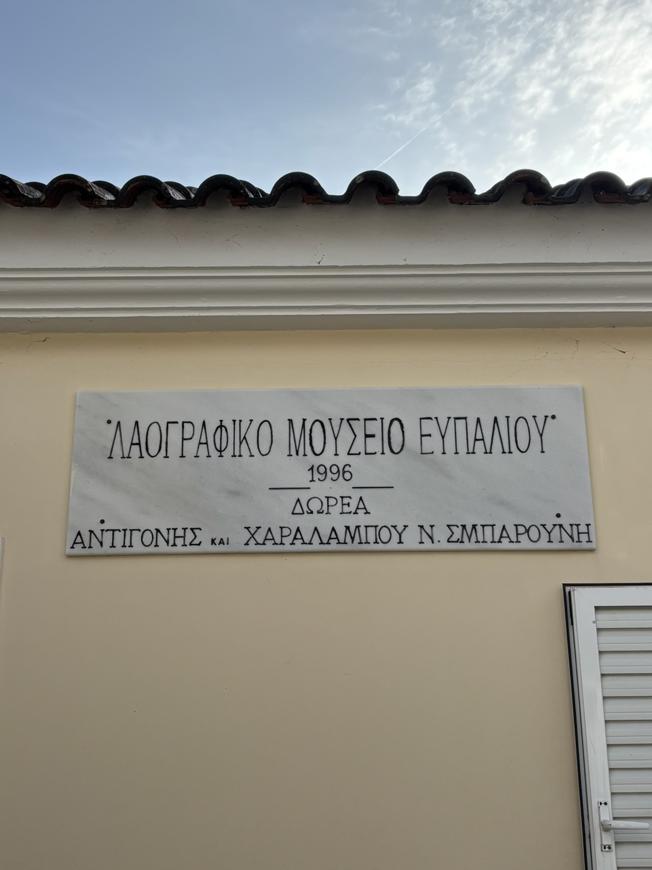 ΛΑΟΓΡΑΦΙΚΟ ΜΟΥΣΕΙΟ ΕΥΠΑΛΙΟΥ
1996
ΔΩΡΕΑ
ΑΝΤΙΓΟΝΗΣ ΚΑΙ ΧΑΡΑΛΑΜΠΟΥ Ν. ΣΜΠΑΡΟΥΝΗ